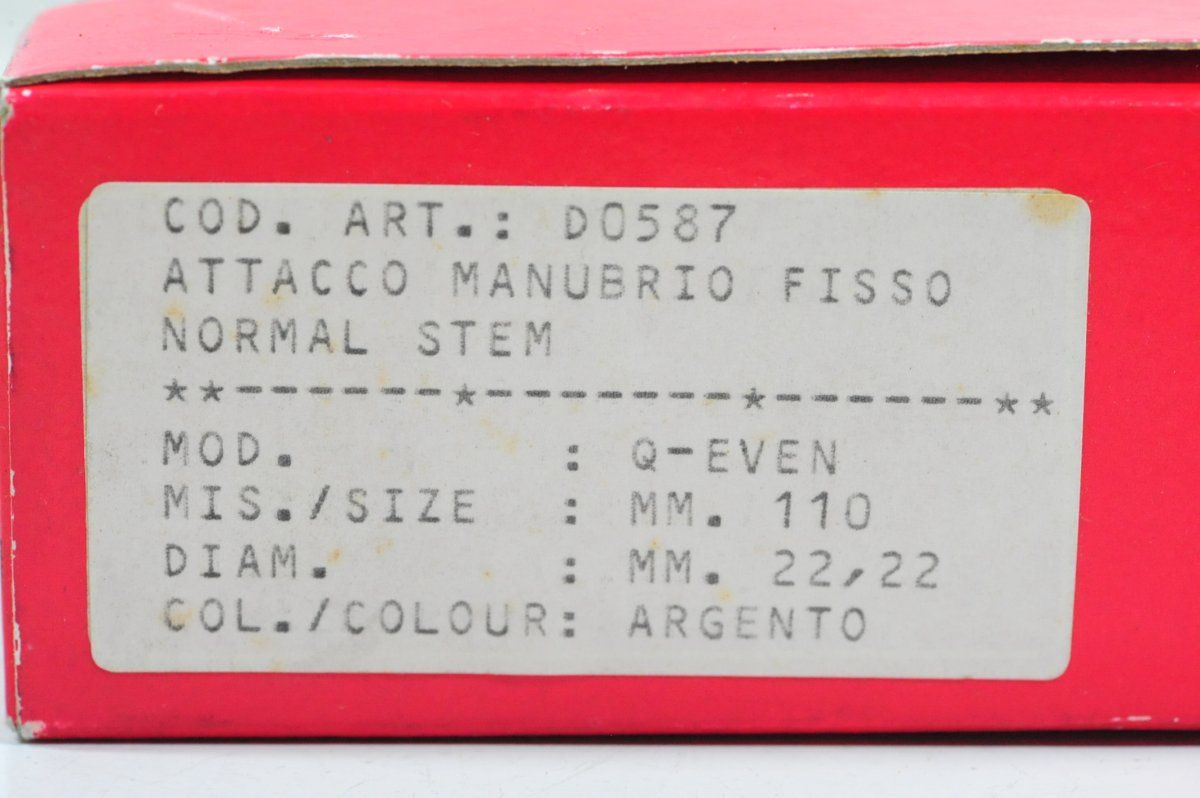 COD. ART.: D0587
ATTACCO MANUBRIO FISSO
NORMAL STEM
**-------*-------*-------**
MOD. : Q-EVEN
MIS./SIZE : MM. 110
DIAM. : MM. 22,22
COL./COLOUR: ARGENTO